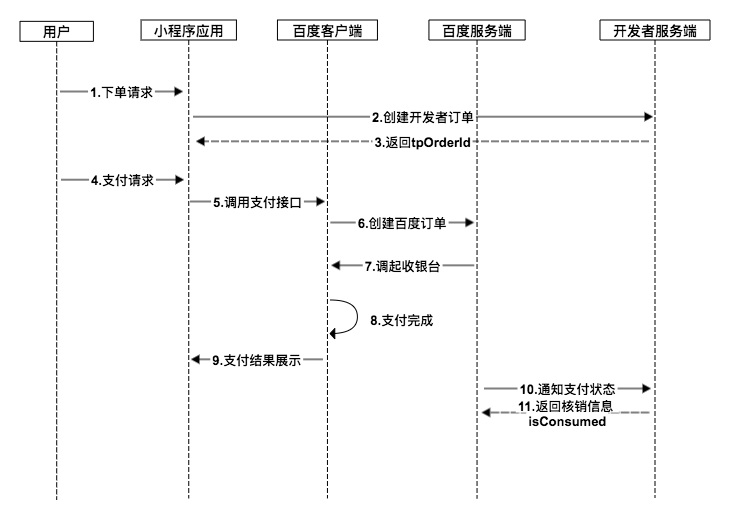 用户
小程序应用
百度客户端
百度服务端
开发者服务端
1.下单请求
2.创建开发者订单
3.返回tpOrderId
4.支付请求
5.调用支付接口
6.创建百度订单
7.调起收银台
8.支付完成
9.支付结果展示
10.通知支付状态
11.返回核销信息
isConsumed